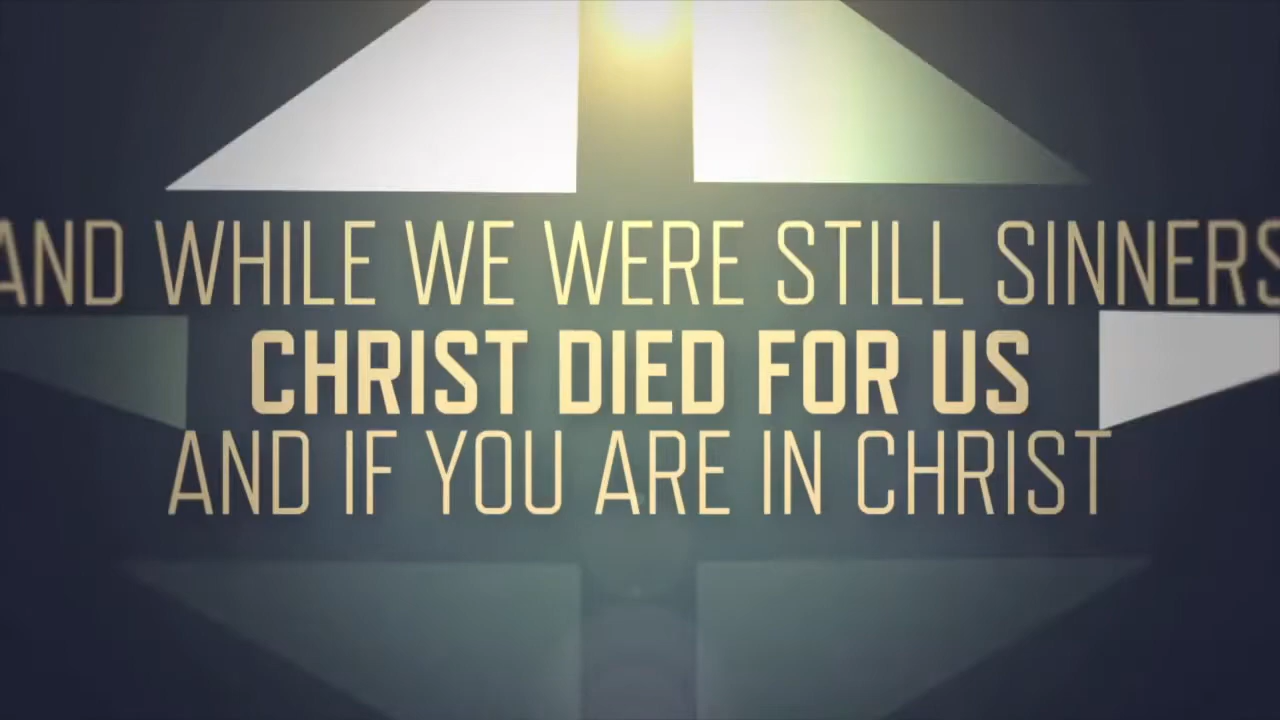 AND WHILE WE WERE STILL SINNERS
CHRIST DIED FOR US
AND IF YOU ARE IN CHRIST